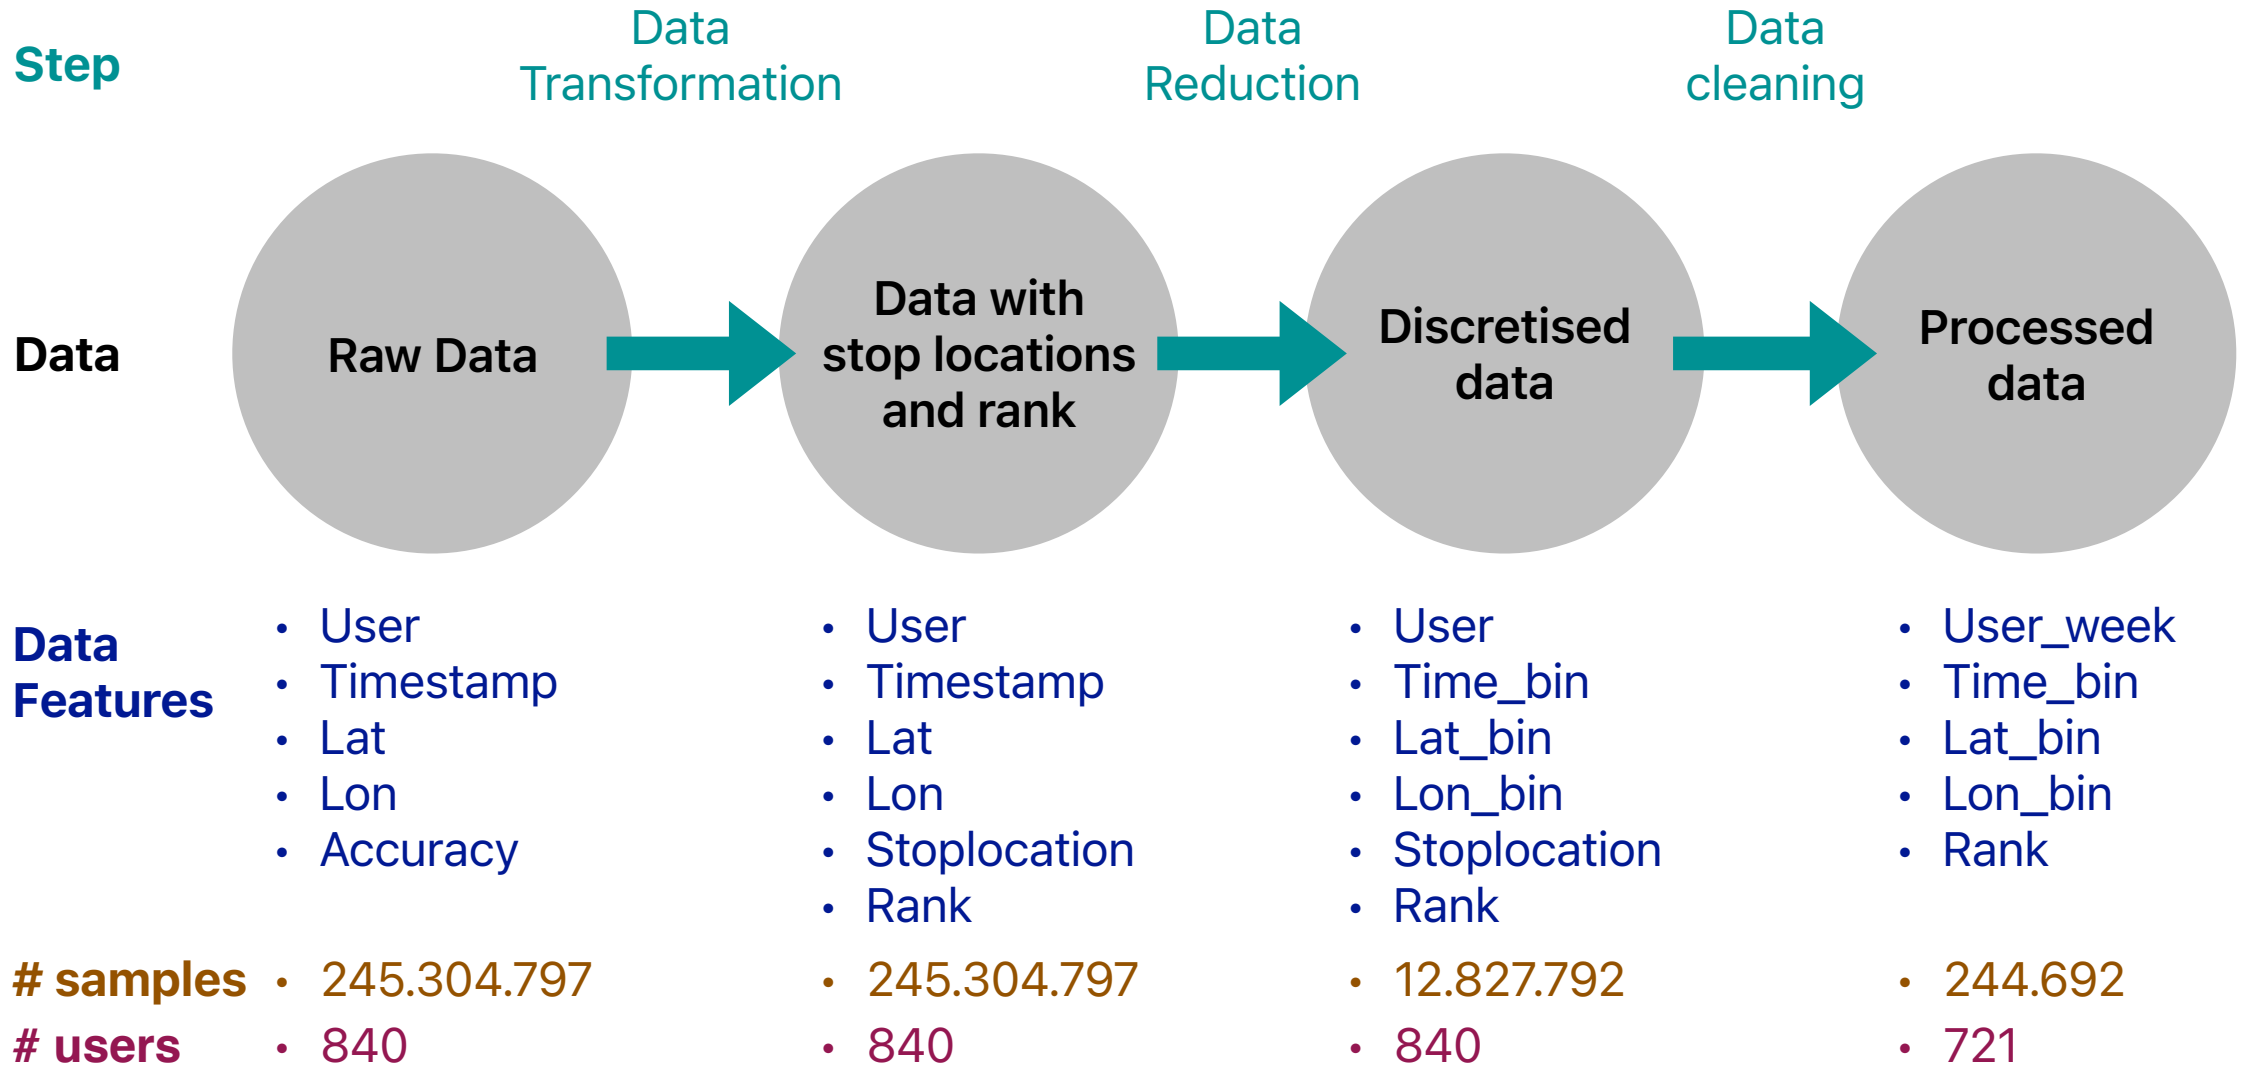 Step
Data
Transformation
Data
Reduction
Data
cleaning
Data
Raw Data
Data with
stop locations
and rank
Discretised
data
Processed
data
Data
Features
• User
• Timestamp
• Lat
• Lon
• Accuracy
• User
• Timestamp
• Lat
• Lon
• Stoplocation
• Rank
• User
• Time_bin
• Lat_bin
• Lon_bin
• Stoplocation
• Rank
• User_week
• Time_bin
• Lat_bin
• Lon_bin
• Rank
# samples • 245.304.797 • 245.304.797 • 12.827.792 • 244.692
# users • 840 • 840 • 840 • 721